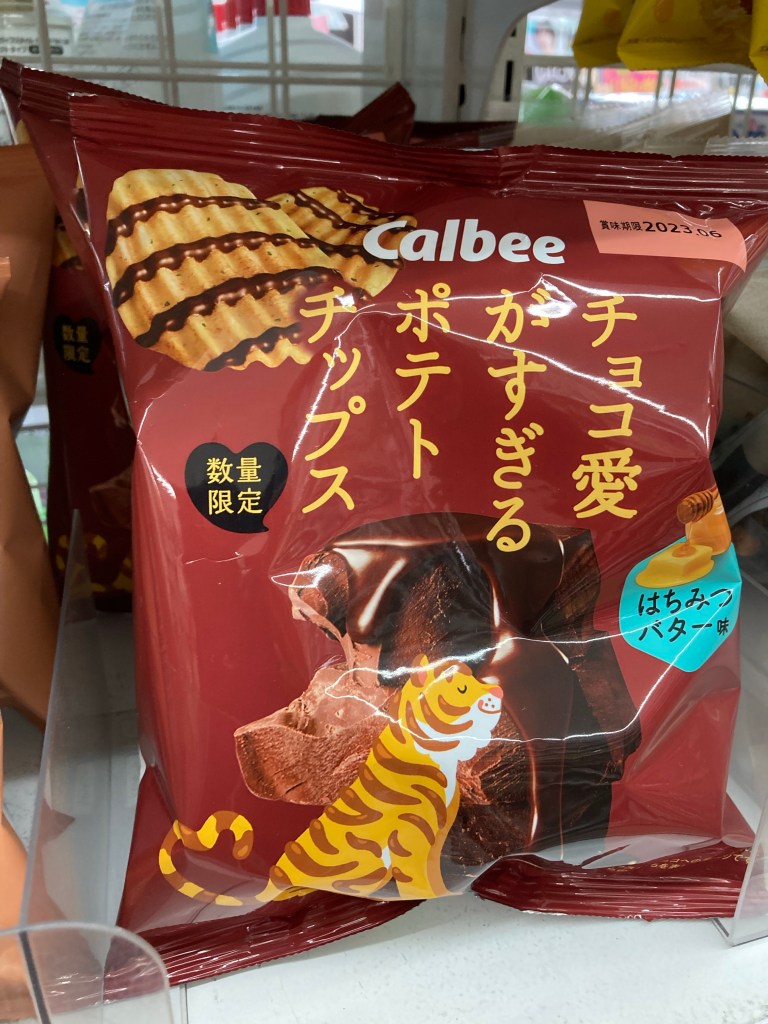 Calbee
賞味期限2023.06
チョコ愛
がすぎる
ポテト
チップス
数量
限定
はちみつ
バター味
数量
限定